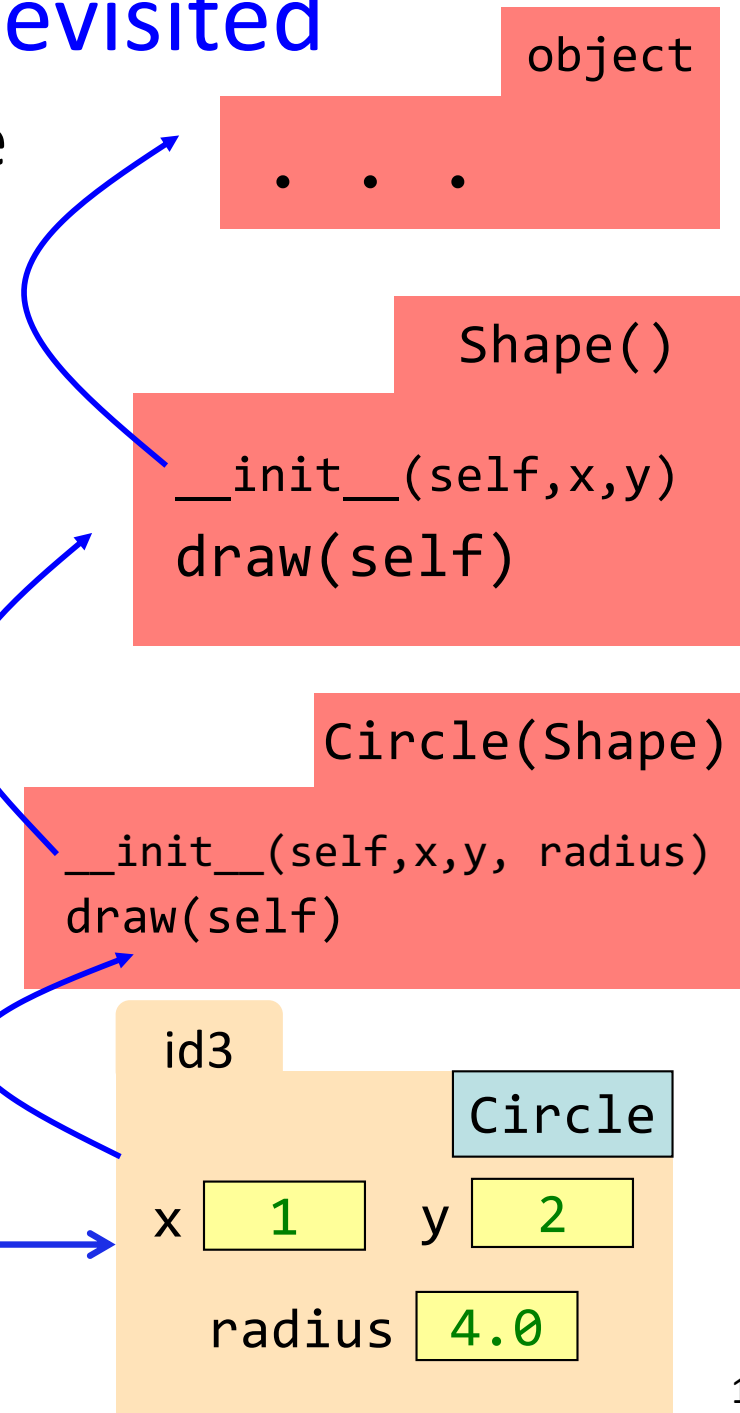 evisited
object
e
. . .
Shape()
__init__(self,x,y)
draw(self)
Circle(Shape)
__init__(self,x,y, radius)
draw(self)
id3
Circle
x 1 y 2
radius 4.0
1